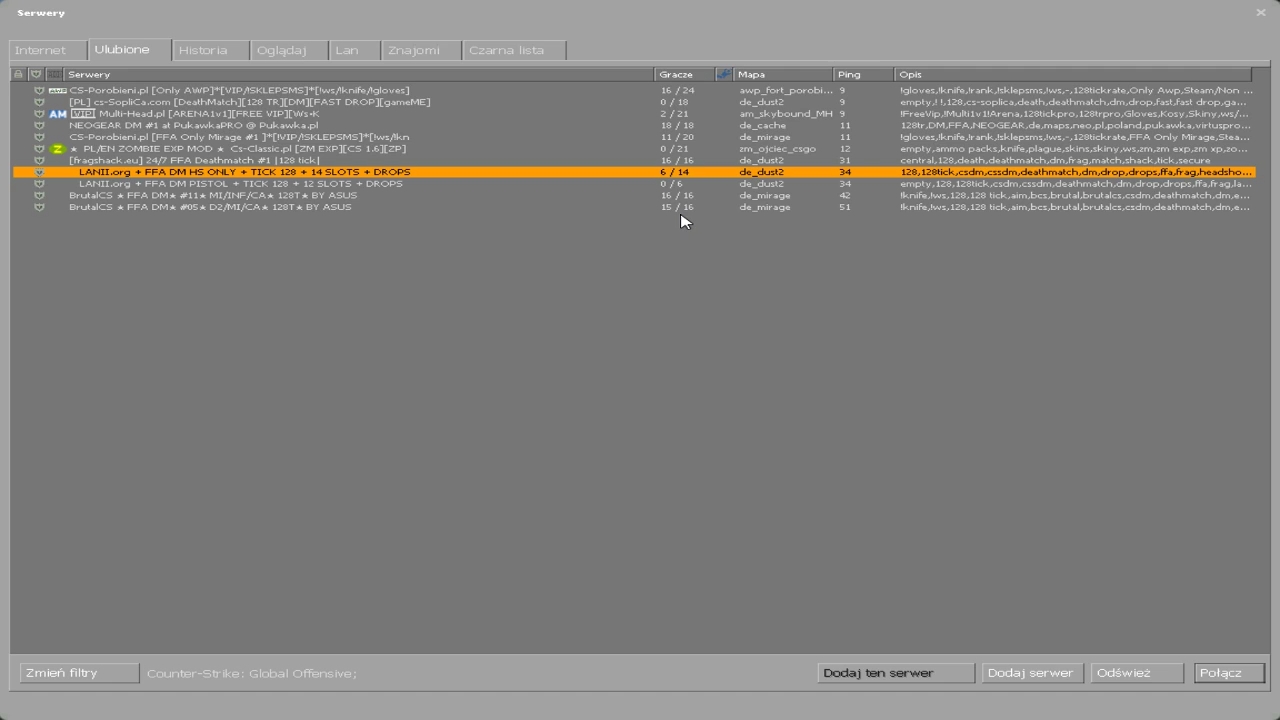 Serwery
Internet Ulubione Historia Oglądaj Lan Znajomi Czarna lista
Serwery Gracze Mapa Ping Opis
CS-Porobieni.pl [Only AWP]*[VIP/!SKLEPSMS]*[!ws/!knife/!gloves] 16 / 24 awp_fort_porobi... 9 !gloves,!knife,!rank,!sklepsms,!ws,-,128tickrate,Only Awp,Steam/Non ...
[PL] cs-SopliCa.com [DeathMatch][128 TR][DM][FAST DROP][gameME] 0 / 18 de_dust2 9 empty,! !,128,cs-soplica,death,deathmatch,dm,drop,fast,fast drop,ga...
AM [VIP] Multi-Head.pl [ARENA1v1][FREE VIP][Ws+K 2 / 21 am_skybound_MH 9 !FreeVip,!Multi1v1!Arena,128tickpro,128trpro,Gloves,Kosy,Skiny,ws/...
NEOGEAR DM #1 at PukawkaPRO @ Pukawka.pl 18 / 18 de_cache 11 128tr,DM,FFA,NEOGEAR,de,maps,neo,pl,poland,pukawka,virtuspro...
CS-Porobieni.pl [FFA Only Mirage #1 ]*[!VIP/!SKLEPSMS]*[!ws/!kn 11 / 20 de_mirage 11 !gloves,!knife,!rank,!sklepsms,!ws,-,128tickrate,FFA Only Mirage,Stea...
Z ★ PL/EN ZOMBIE EXP MOD ★ Cs-Classic.pl [ZM EXP][CS 1.6][ZP] 0 / 21 zm_ojciec_csgo 12 empty,ammo packs,knife,plague,skins,skiny,ws,zm,zm exp,zm xp,zo...
[fragshack.eu] 24/7 FFA Deathmatch #1 |128 tick| 16 / 16 de_dust2 31 central,128,death,deathmatch,dm,frag,match,shack,tick,secure
LANII.org + FFA DM HS ONLY + TICK 128 + 14 SLOTS + DROPS 6 / 14 de_dust2 34 128,128tick,csdm,cssdm,deathmatch,dm,drop,drops,ffa,frag,headsho...
LANII.org + FFA DM PISTOL + TICK 128 + 12 SLOTS + DROPS 0 / 6 de_dust2 34 empty,128,128tick,csdm,cssdm,deathmatch,dm,drop,drops,ffa,frag,la...
BrutalCS ★ FFA DM★ #11★ MI/INF/CA★ 128T★ BY ASUS 16 / 16 de_mirage 42 !knife,!ws,128,128 tick,aim,bcs,brutal,brutalcs,csdm,deathmatch,dm,e...
BrutalCS ★ FFA DM★ #05★ D2/MI/CA★ 128T★ BY ASUS 15 / 16 de_mirage 51 !knife,!ws,128,128 tick,aim,bcs,brutal,brutalcs,csdm,deathmatch,dm,e...
Zmień filtry Counter-Strike: Global Offensive; Dodaj ten serwer Dodaj serwer Odśwież Połącz